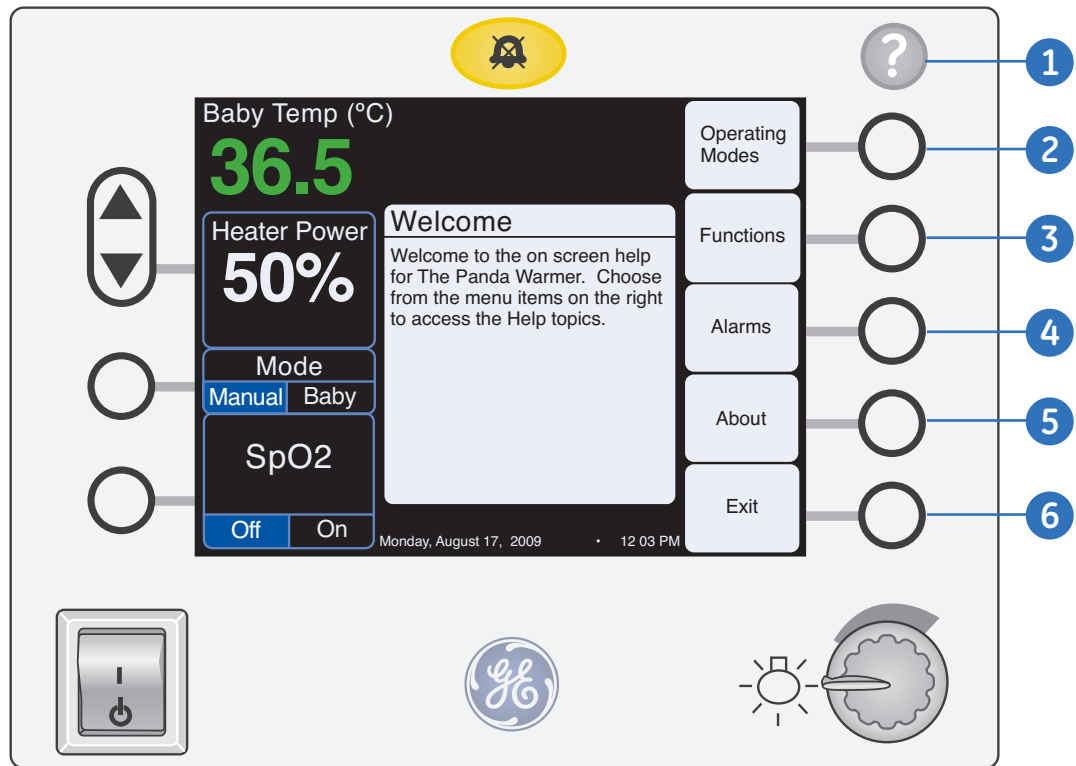 ?
1
Baby Temp (ºC)
36.5
Operating
Modes
2
Heater Power
50%
Welcome
Welcome to the on screen help
for The Panda Warmer. Choose
from the menu items on the right
to access the Help topics.
Functions
3
Alarms
4
Mode
Manual Baby
About
5
SpO2
Off On
Exit
6
Monday, August 17, 2009 • 12 03 PM
GE